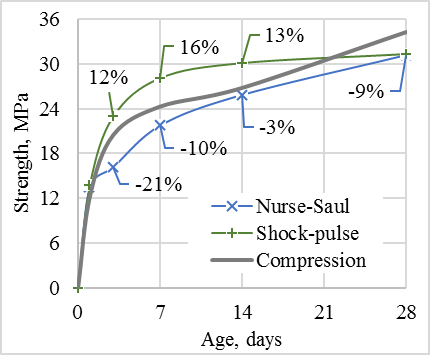 36
30
24
18
12
6
0
Strength, MPa
16%
13%
12%
-9%
-3%
-10%
-21%
Nurse-Saul
Shock-pulse
Compression
0 7 14 21 28
Age, days